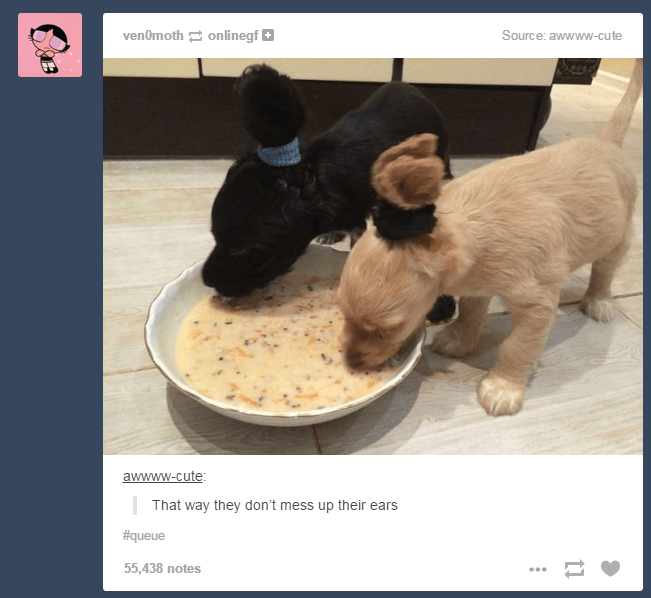 ven0moth onlinegf
Source: awwww-cute
awwww-cute:
That way they don't mess up their ears
#queue
55,438 notes